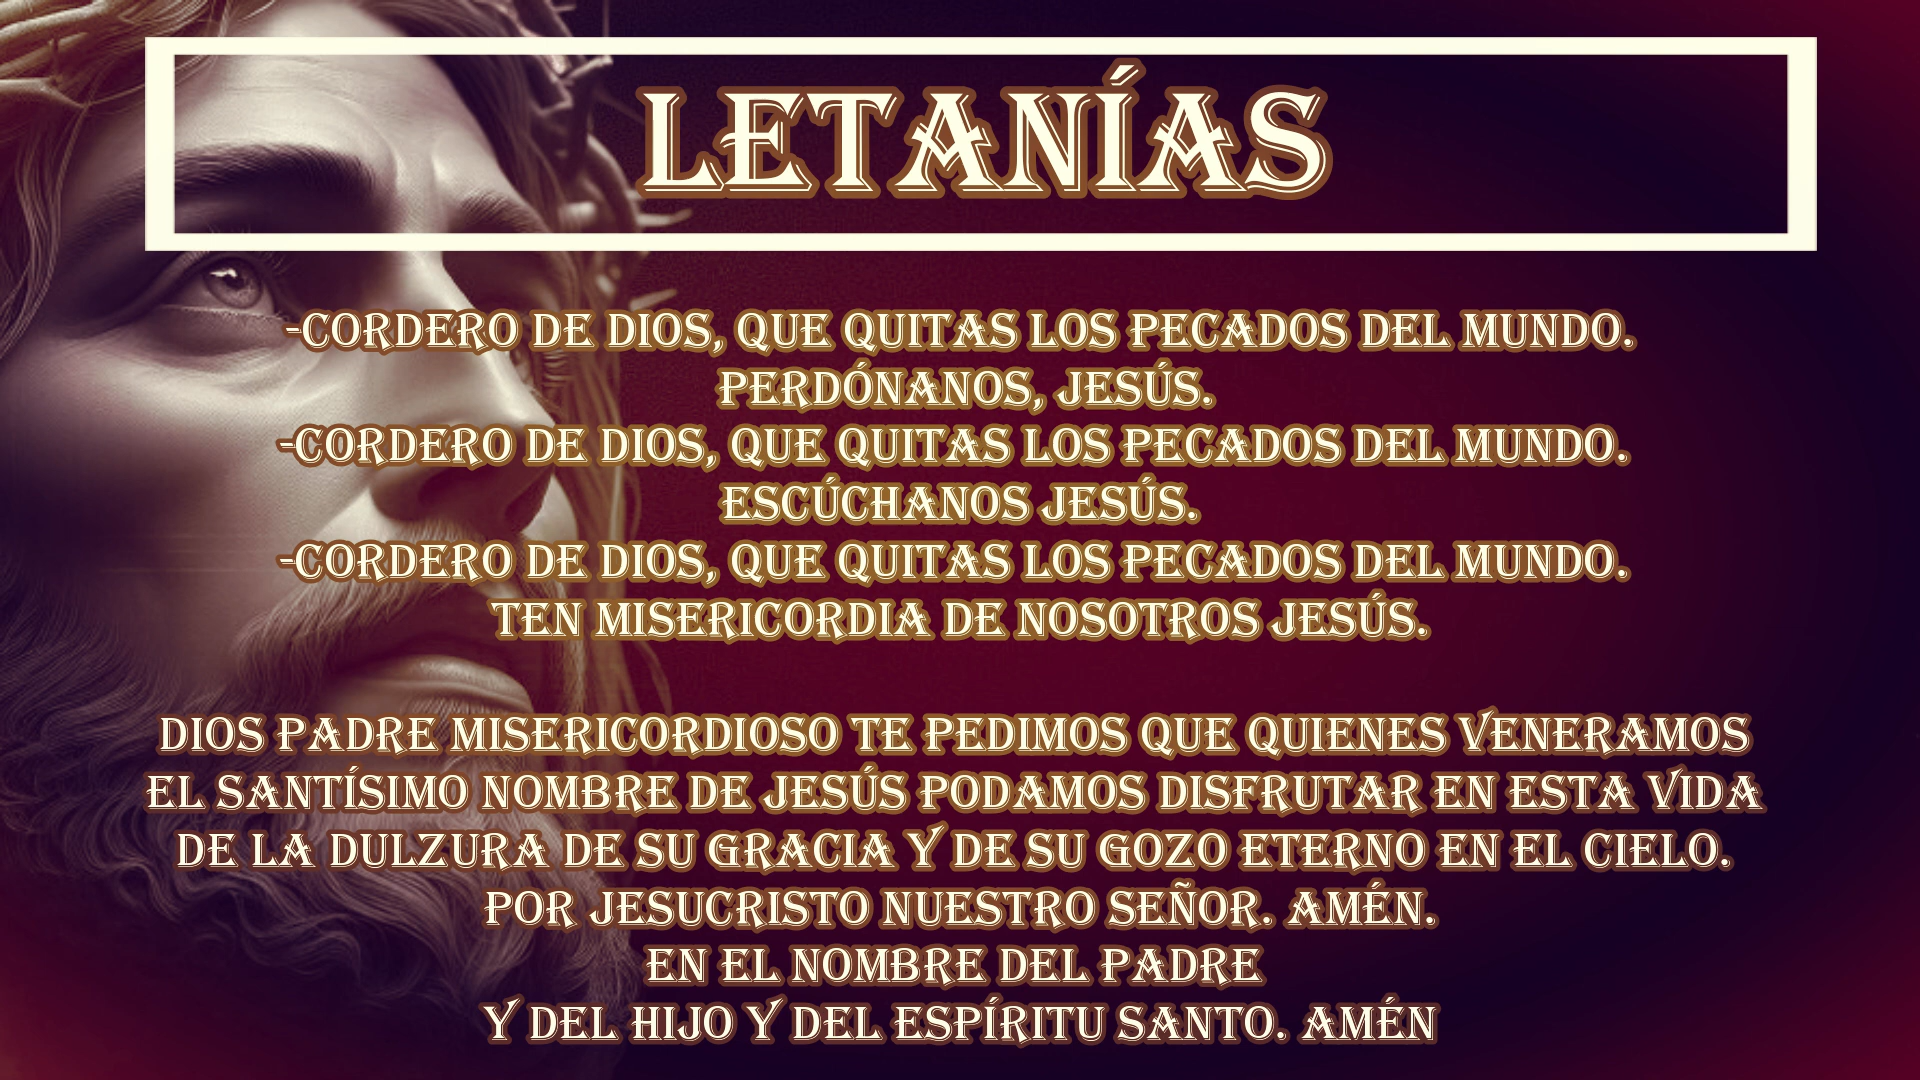 LETANÍAS
-CORDERO DE DIOS, QUE QUITAS LOS PECADOS DEL MUNDO.
PERDÓNANOS, JESÚS.
-CORDERO DE DIOS, QUE QUITAS LOS PECADOS DEL MUNDO.
ESCÚCHANOS JESÚS.
-CORDERO DE DIOS, QUE QUITAS LOS PECADOS DEL MUNDO.
TEN MISERICORDIA DE NOSOTROS JESÚS.
DIOS PADRE MISERICORDIOSO TE PEDIMOS QUE QUIENES VENERAMOS
EL SANTÍSIMO NOMBRE DE JESÚS PODAMOS DISFRUTAR EN ESTA VIDA
DE LA DULZURA DE SU GRACIA Y DE SU GOZO ETERNO EN EL CIELO.
POR JESUCRISTO NUESTRO SEÑOR. AMÉN.
EN EL NOMBRE DEL PADRE
Y DEL HIJO Y DEL ESPÍRITU SANTO. AMÉN